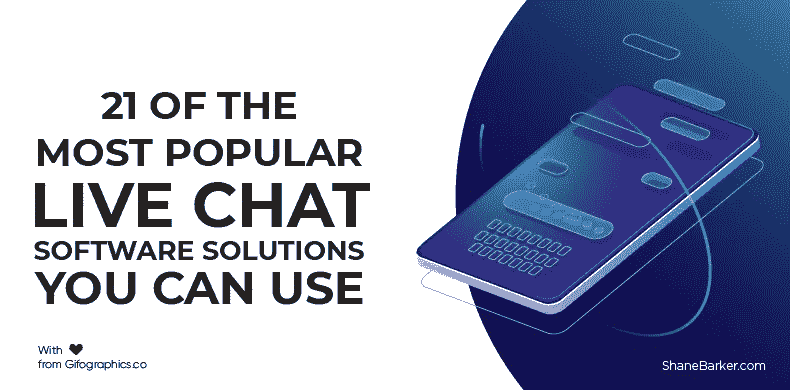 21 OF THE
MOST POPULAR
LIVE CHAT
SOFTWARE SOLUTIONS
YOU CAN USE
With
from Gifographics.co
ShaneBarker.com